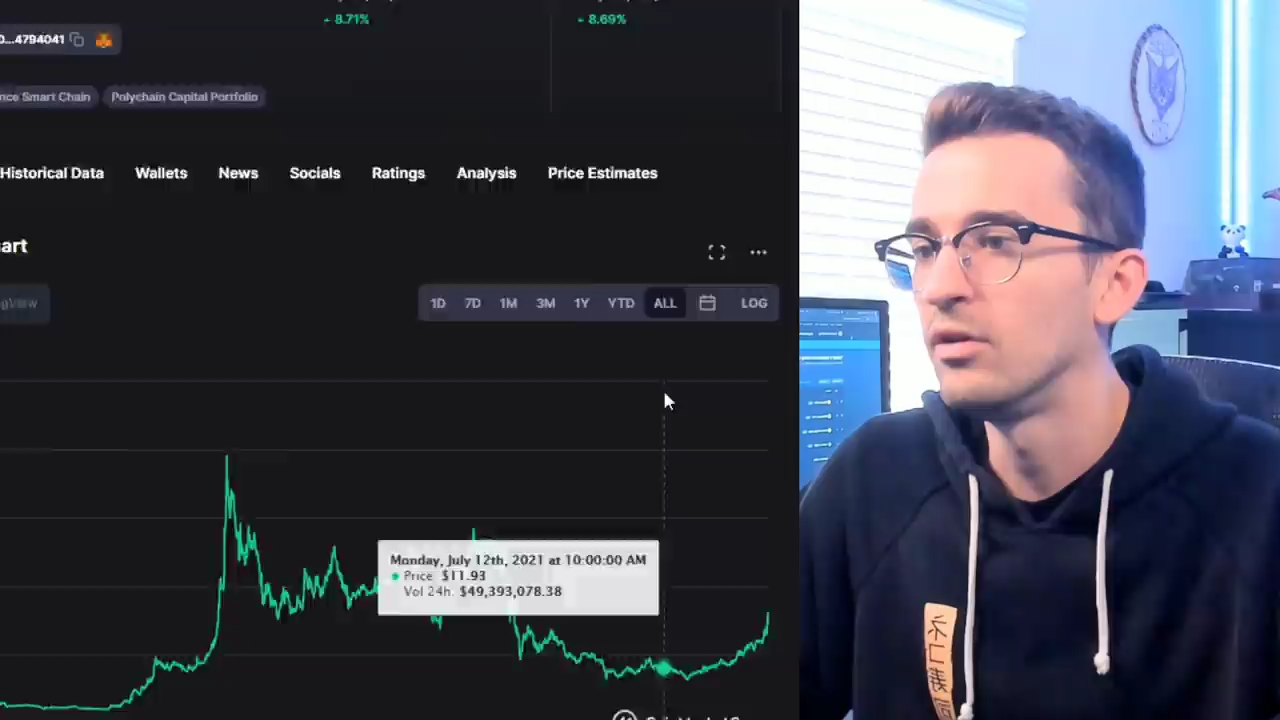 8.71%
8.69%
0...4794041
nce Smart Chain
Polychain Capital Portfolio
Historical Data
Wallets
News
Socials
Ratings
Analysis
Price Estimates
art
gView
1D 7D 1M 3M 1Y YTD ALL LOG
Monday, July 12th, 2021 at 10:00:00 AM
Price: $11.93
Vol 24h: $49,393,078.38